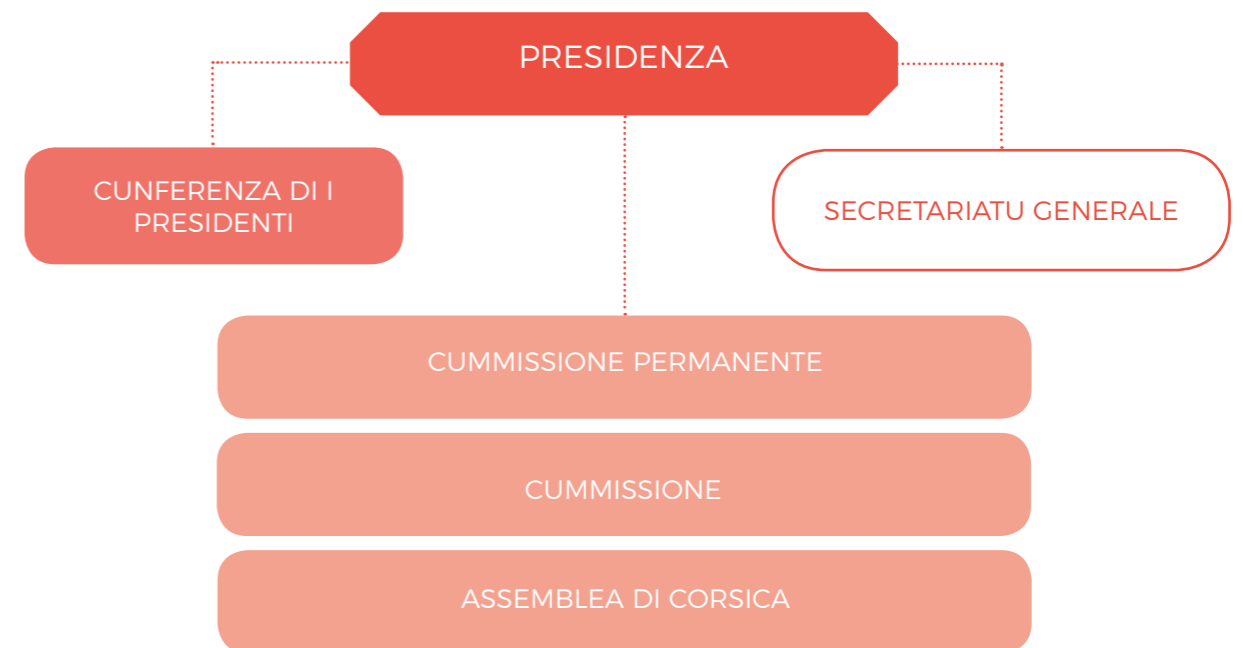 PRESIDENZA
CUNFERENZA DI I
PRESIDENTI
SECRETARIATU GENERALE
CUMMISSIONE PERMANENTE
CUMMISSIONE
ASSEMBLEA DI CORSICA